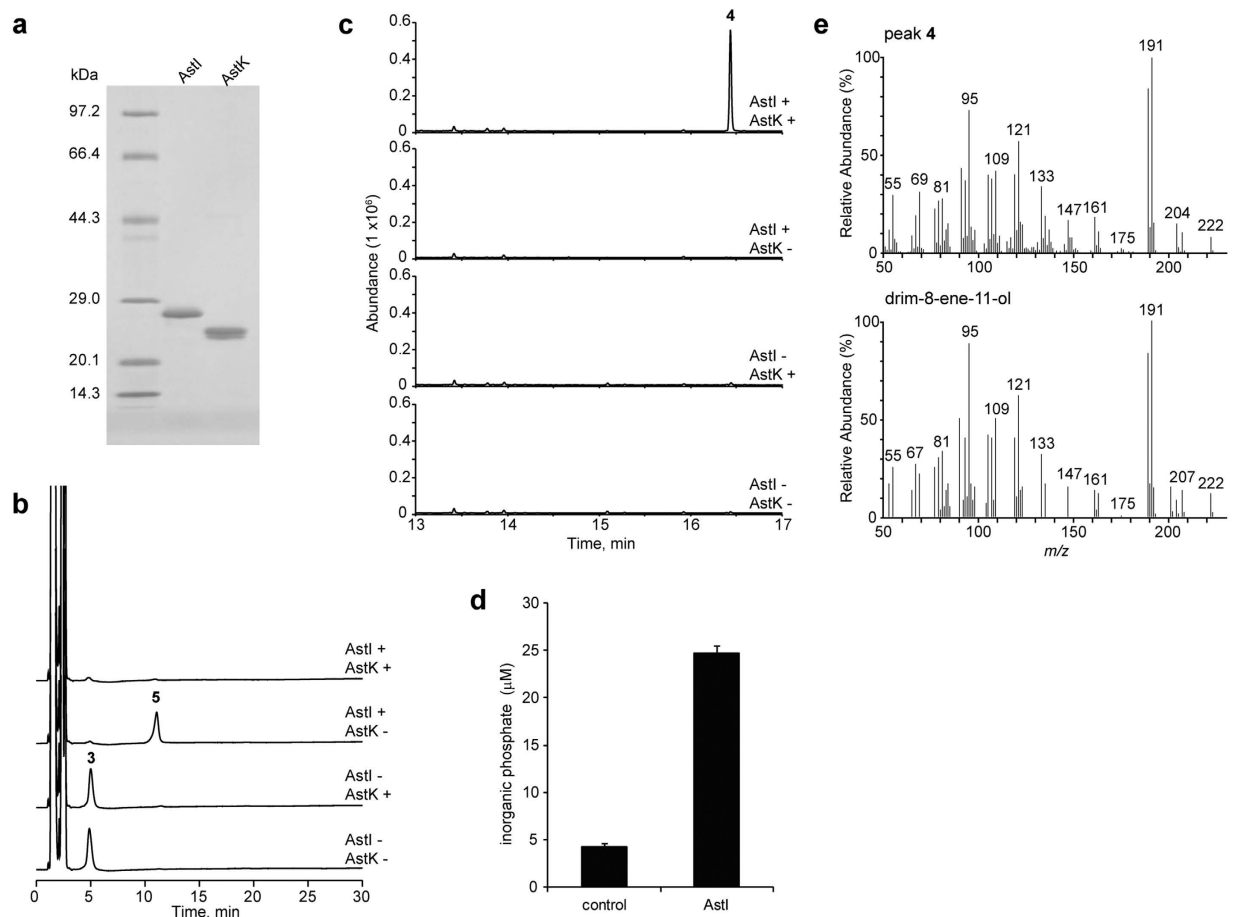 a
kDa
AstI
AstK
97.2
66.4
44.3
29.0
20.1
14.3
b
AstI +
AstK +
5
AstI +
AstK -
3
AstI -
AstK +
AstI -
AstK -
0 5 10 15 20 25 30
Time, min
c
4
0.6
0.4
0.2
0
AstI +
AstK +
0.6
0.4
0.2
0
AstI +
AstK -
Abundance (1 x10⁶)
0.6
0.4
0.2
0
AstI -
AstK +
0.6
0.4
0.2
0
AstI -
AstK -
13 14 15 16 17
Time, min
d
inorganic phosphate (μM)
30
25
20
15
10
5
0
control AstI
e
peak 4
Relative Abundance (%)
100
50
0
55 69 81 95 109 121 133 147 161 175 191 204 222
50 100 150 200
drim-8-ene-11-ol
Relative Abundance (%)
100
50
0
55 67 81 95 109 121 133 147 161 175 191 207 222
50 100 150 200
m/z